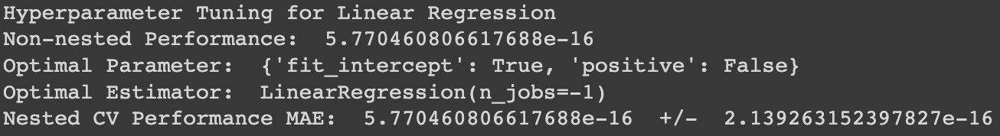 Hyperparameter Tuning for Linear Regression
Non-nested Performance:  5.770460806617688e-16
Optimal Parameter:  {'fit_intercept': True, 'positive': False}
Optimal Estimator:  LinearRegression(n_jobs=-1)
Nested CV Performance MAE:  5.770460806617688e-16  +/-  2.139263152397827e-16